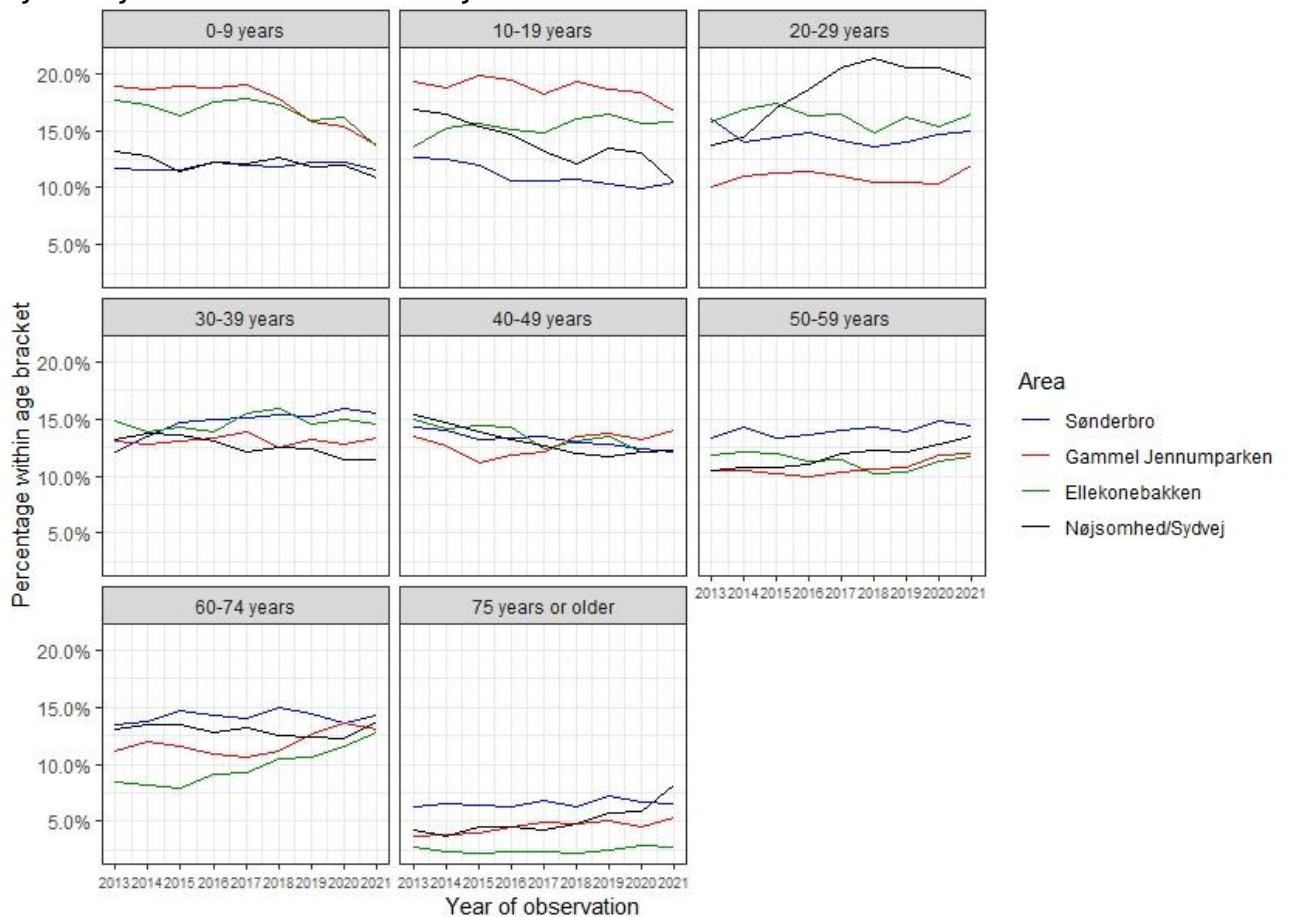 0-9 years
10-19 years
20-29 years
20.0%
15.0%
10.0%
5.0%
30-39 years
40-49 years
50-59 years
20.0%
15.0%
10.0%
5.0%
Percentage within age bracket
Area
Sønderbro
Gammel Jennumparken
Ellekonebakken
Nøjsomhed/Sydvej
2013 2014 2015 2016 2017 2018 2019 2020 2021
60-74 years
75 years or older
20.0%
15.0%
10.0%
5.0%
2013 2014 2015 2016 2017 2018 2019 2020 2021
2013 2014 2015 2016 2017 2018 2019 2020 2021
Year of observation